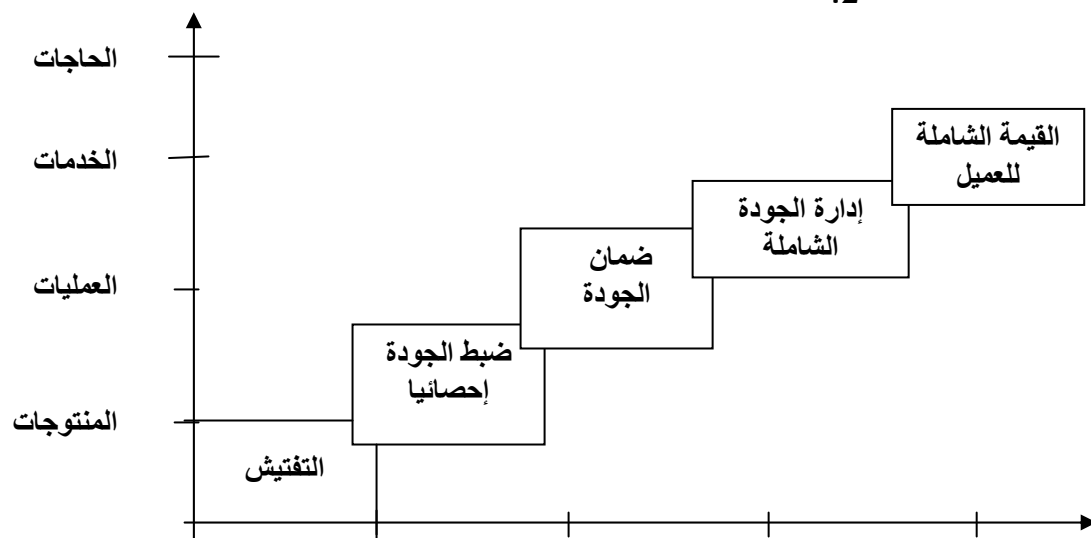 الحاجات
القيمة الشاملة
للعميل
الخدمات
إدارة الجودة
الشاملة
ضمان
الجودة
العمليات
ضبط الجودة
إحصائيا
المنتوجات
التفتيش